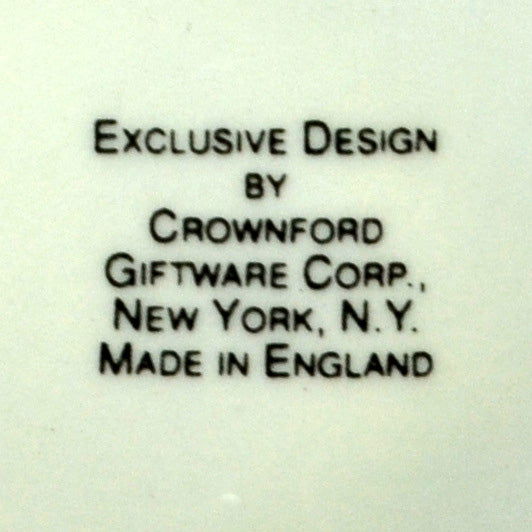 EXCLUSIVE DESIGN
BY
CROWNFORD
GIFTWARE CORP.,
NEW YORK, N.Y.
MADE IN ENGLAND